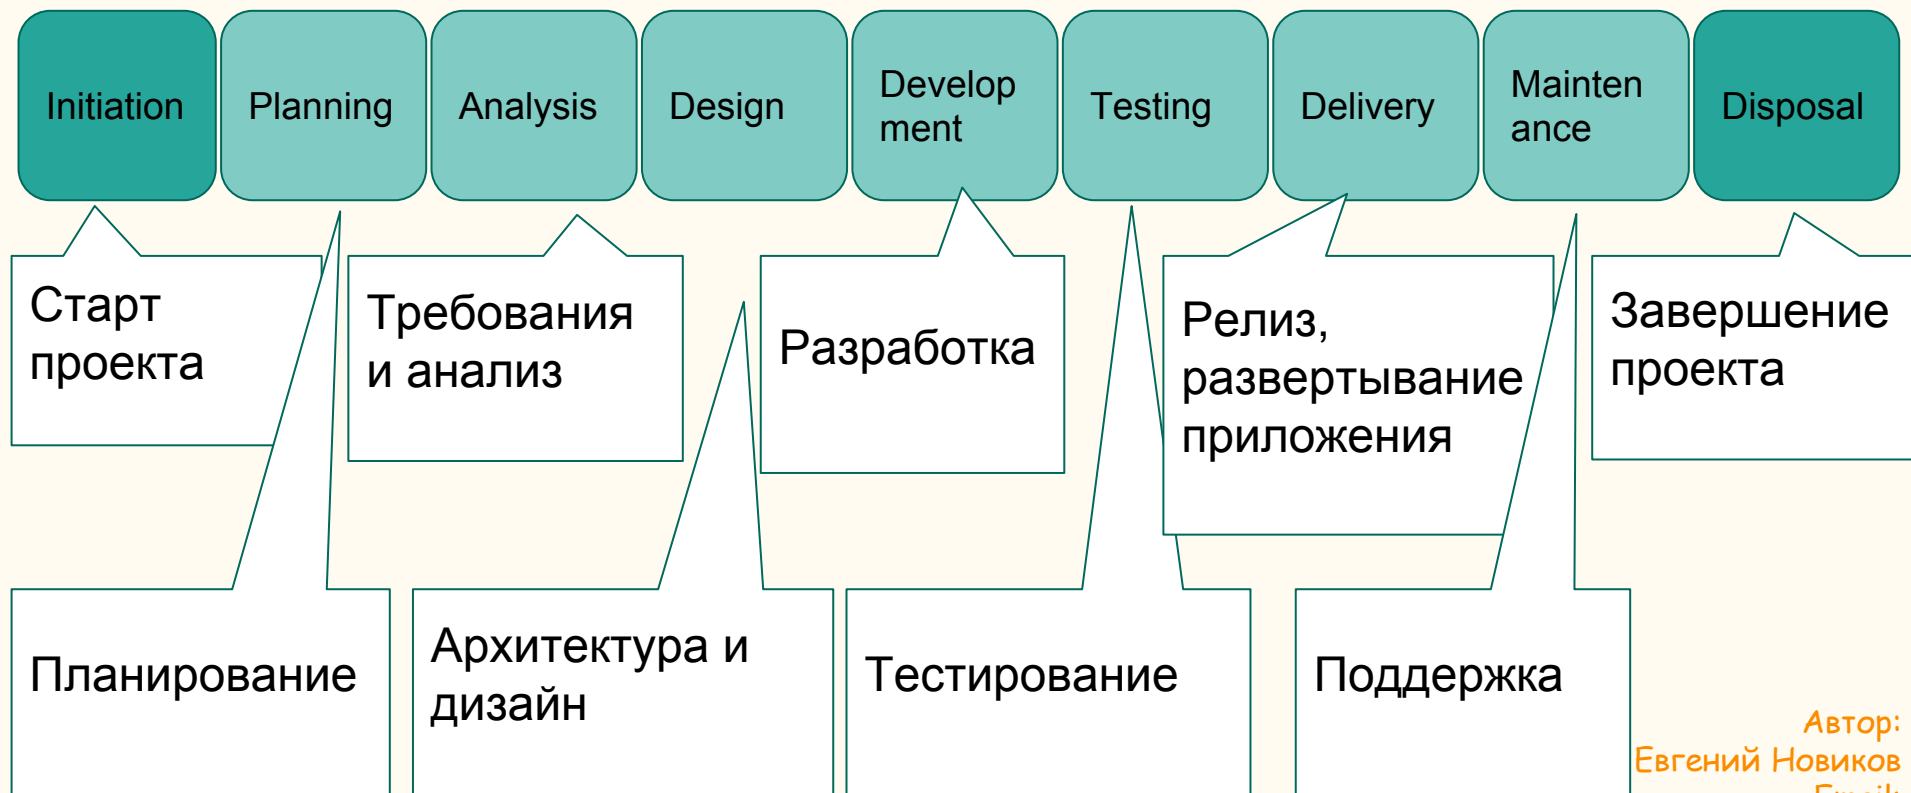 Initiation
Planning
Analysis
Design
Develop
ment
Testing
Delivery
Mainten
ance
Disposal
Старт
проекта
Требования
и анализ
Разработка
Релиз,
развертывание
приложения
Завершение
проекта
Планирование
Архитектура и
дизайн
Тестирование
Поддержка
Автор:
Евгений Новиков